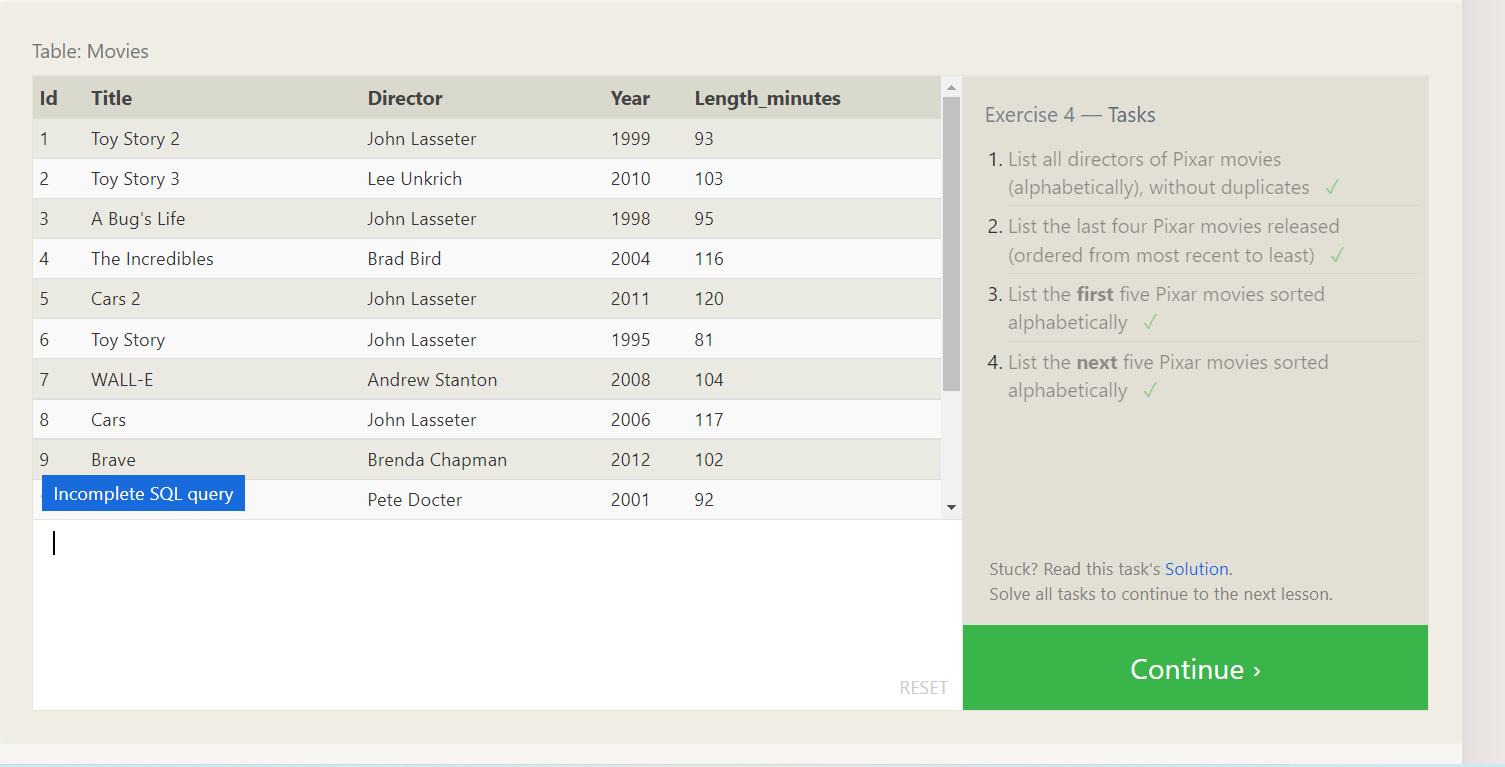 Table: Movies
Id Title Director Year Length_minutes
1 Toy Story 2 John Lasseter 1999 93
2 Toy Story 3 Lee Unkrich 2010 103
3 A Bug's Life John Lasseter 1998 95
4 The Incredibles Brad Bird 2004 116
5 Cars 2 John Lasseter 2011 120
6 Toy Story John Lasseter 1995 81
7 WALL-E Andrew Stanton 2008 104
8 Cars John Lasseter 2006 117
9 Brave Brenda Chapman 2012 102
Pete Docter 2001 92
Incomplete SQL query
RESET
Exercise 4 — Tasks
1. List all directors of Pixar movies
(alphabetically), without duplicates ✓
2. List the last four Pixar movies released
(ordered from most recent to least) ✓
3. List the first five Pixar movies sorted
alphabetically ✓
4. List the next five Pixar movies sorted
alphabetically ✓
Stuck? Read this task's Solution.
Solve all tasks to continue to the next lesson.
Continue ›